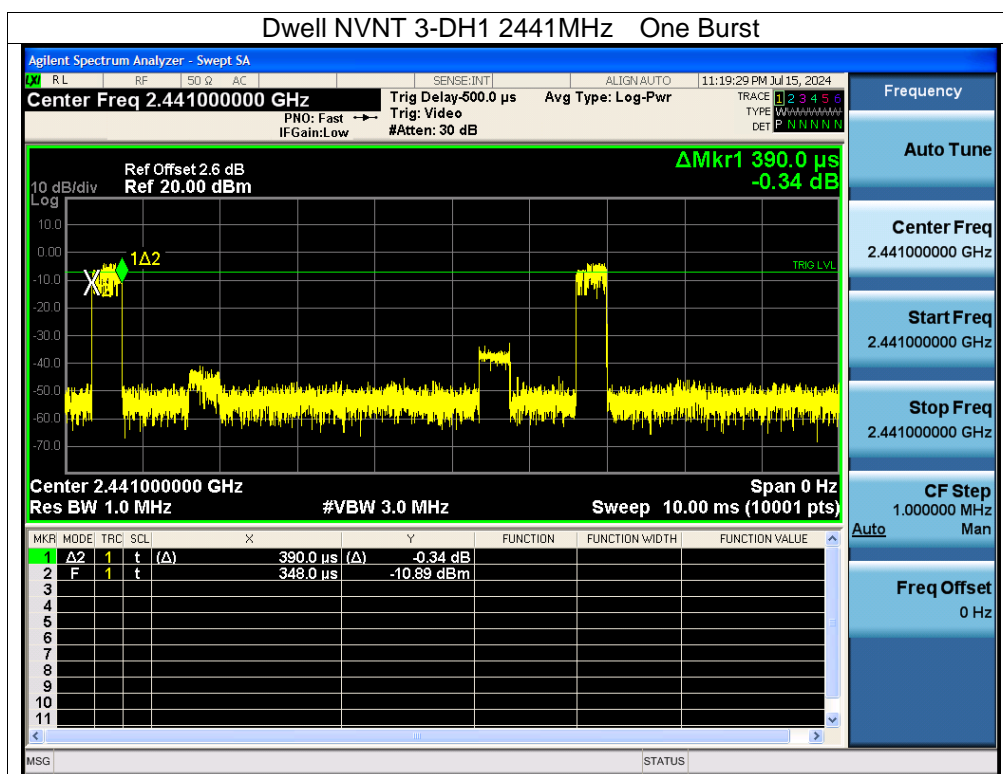 Dwell NVNT 3-DH1 2441MHz One Burst
Agilent Spectrum Analyzer - Swept SA
LXI RL RF 50 Ω AC SENSE:INT ALIGN AUTO 11:19:29 PM Jul 15, 2024
Center Freq 2.441000000 GHz
PNO: Fast
IFGain:Low
Trig Delay-500.0 µs
Trig: Video
#Atten: 30 dB
Avg Type: Log-Pwr
TRACE 1 2 3 4 5 6
TYPE WWWWWW
DET P N N N N N
Frequency
Auto Tune
Center Freq
2.441000000 GHz
Start Freq
2.441000000 GHz
Stop Freq
2.441000000 GHz
CF Step
1.000000 MHz
Auto Man
Freq Offset
0 Hz
ΔMkr1 390.0 µs
-0.34 dB
Ref Offset 2.6 dB
10 dB/div Ref 20.00 dBm
Log
10.0
0.00
-10.0
-20.0
-30.0
-40.0
-50.0
-60.0
-70.0
1Δ2
TRIG LVL
Center 2.441000000 GHz Span 0 Hz
Res BW 1.0 MHz #VBW 3.0 MHz Sweep 10.00 ms (10001 pts)
MKR MODE TRC SCL X Y FUNCTION FUNCTION WIDTH FUNCTION VALUE
1 Δ2 1 t (Δ) 390.0 µs (Δ) -0.34 dB
2 F 1 t 348.0 µs -10.89 dBm
3
4
5
6
7
8
9
10
11
MSG STATUS